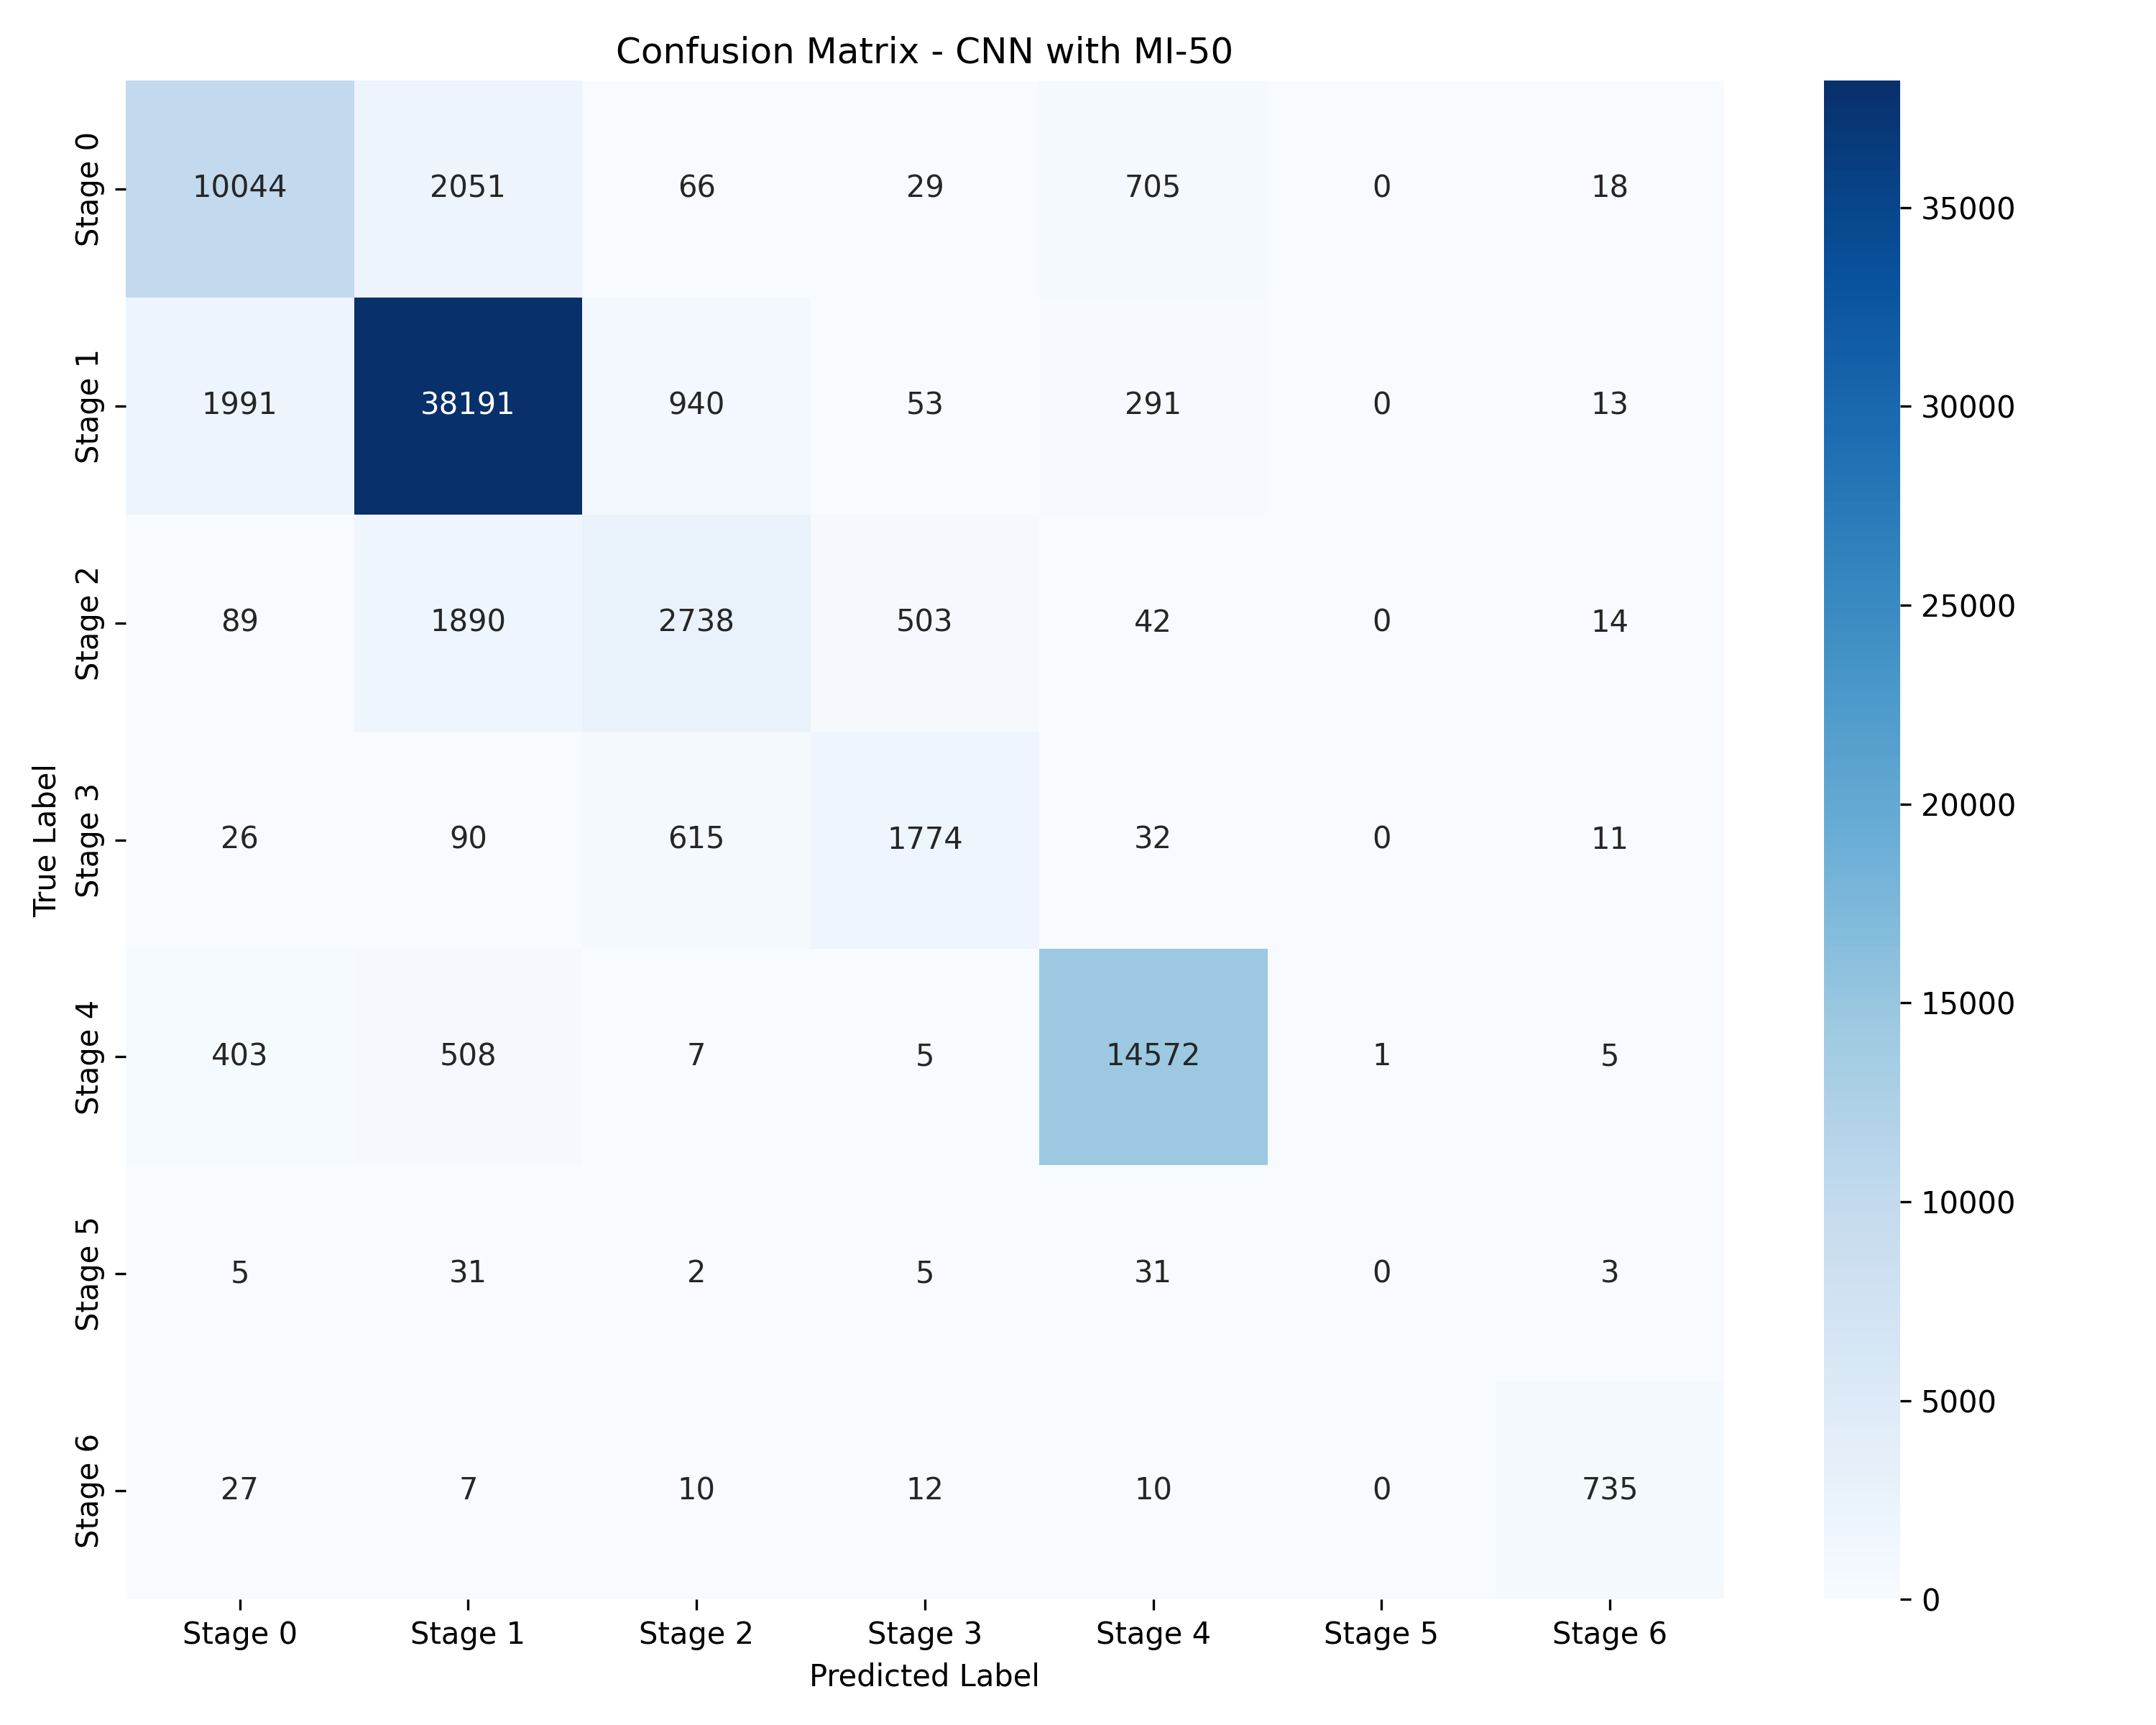 Confusion Matrix - CNN with MI-50
Stage 0 10044 2051 66 29 705 0 18
Stage 1 1991 38191 940 53 291 0 13
Stage 2 89 1890 2738 503 42 0 14
Stage 3 26 90 615 1774 32 0 11
Stage 4 403 508 7 5 14572 1 5
Stage 5 5 31 2 5 31 0 3
Stage 6 27 7 10 12 10 0 735
Stage 0 Stage 1 Stage 2 Stage 3 Stage 4 Stage 5 Stage 6
Predicted Label
True Label
35000
30000
25000
20000
15000
10000
5000
0